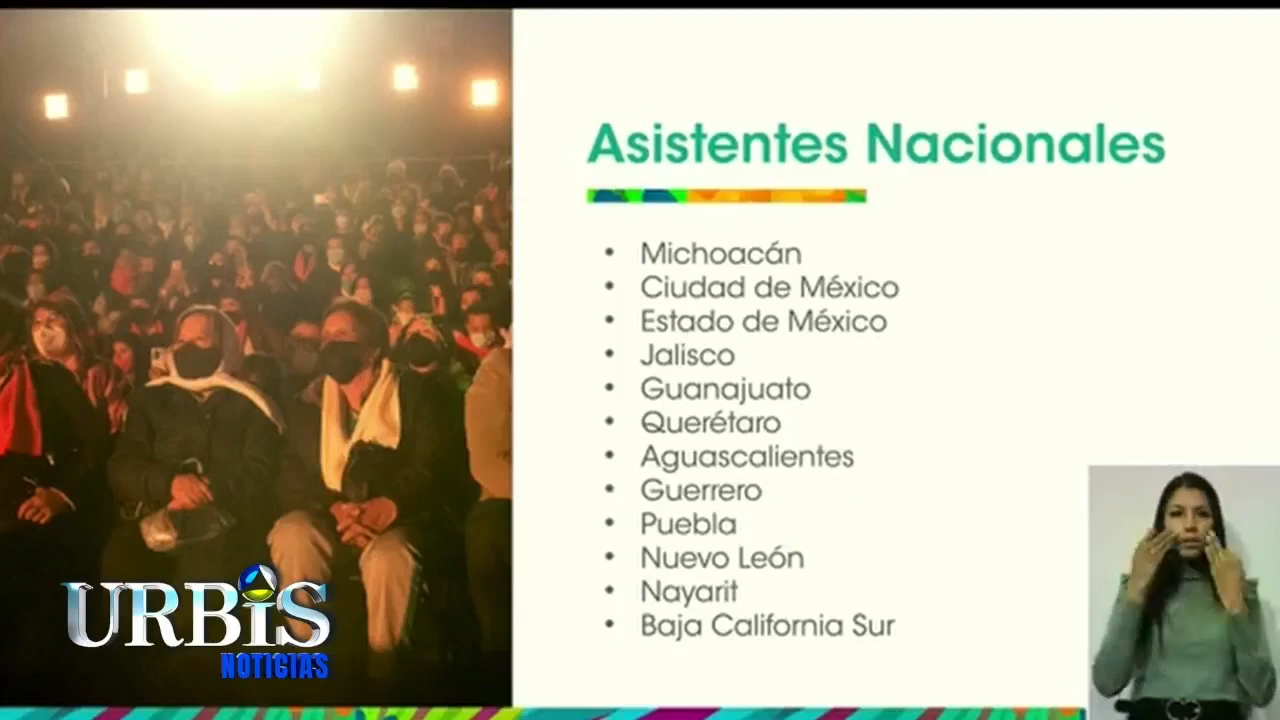 Asistentes Nacionales
• Michoacán
• Ciudad de México
• Estado de México
• Jalisco
• Guanajuato
• Querétaro
• Aguascalientes
• Guerrero
• Puebla
• Nuevo León
• Nayarit
• Baja California Sur
URBiS
NOTICIAS